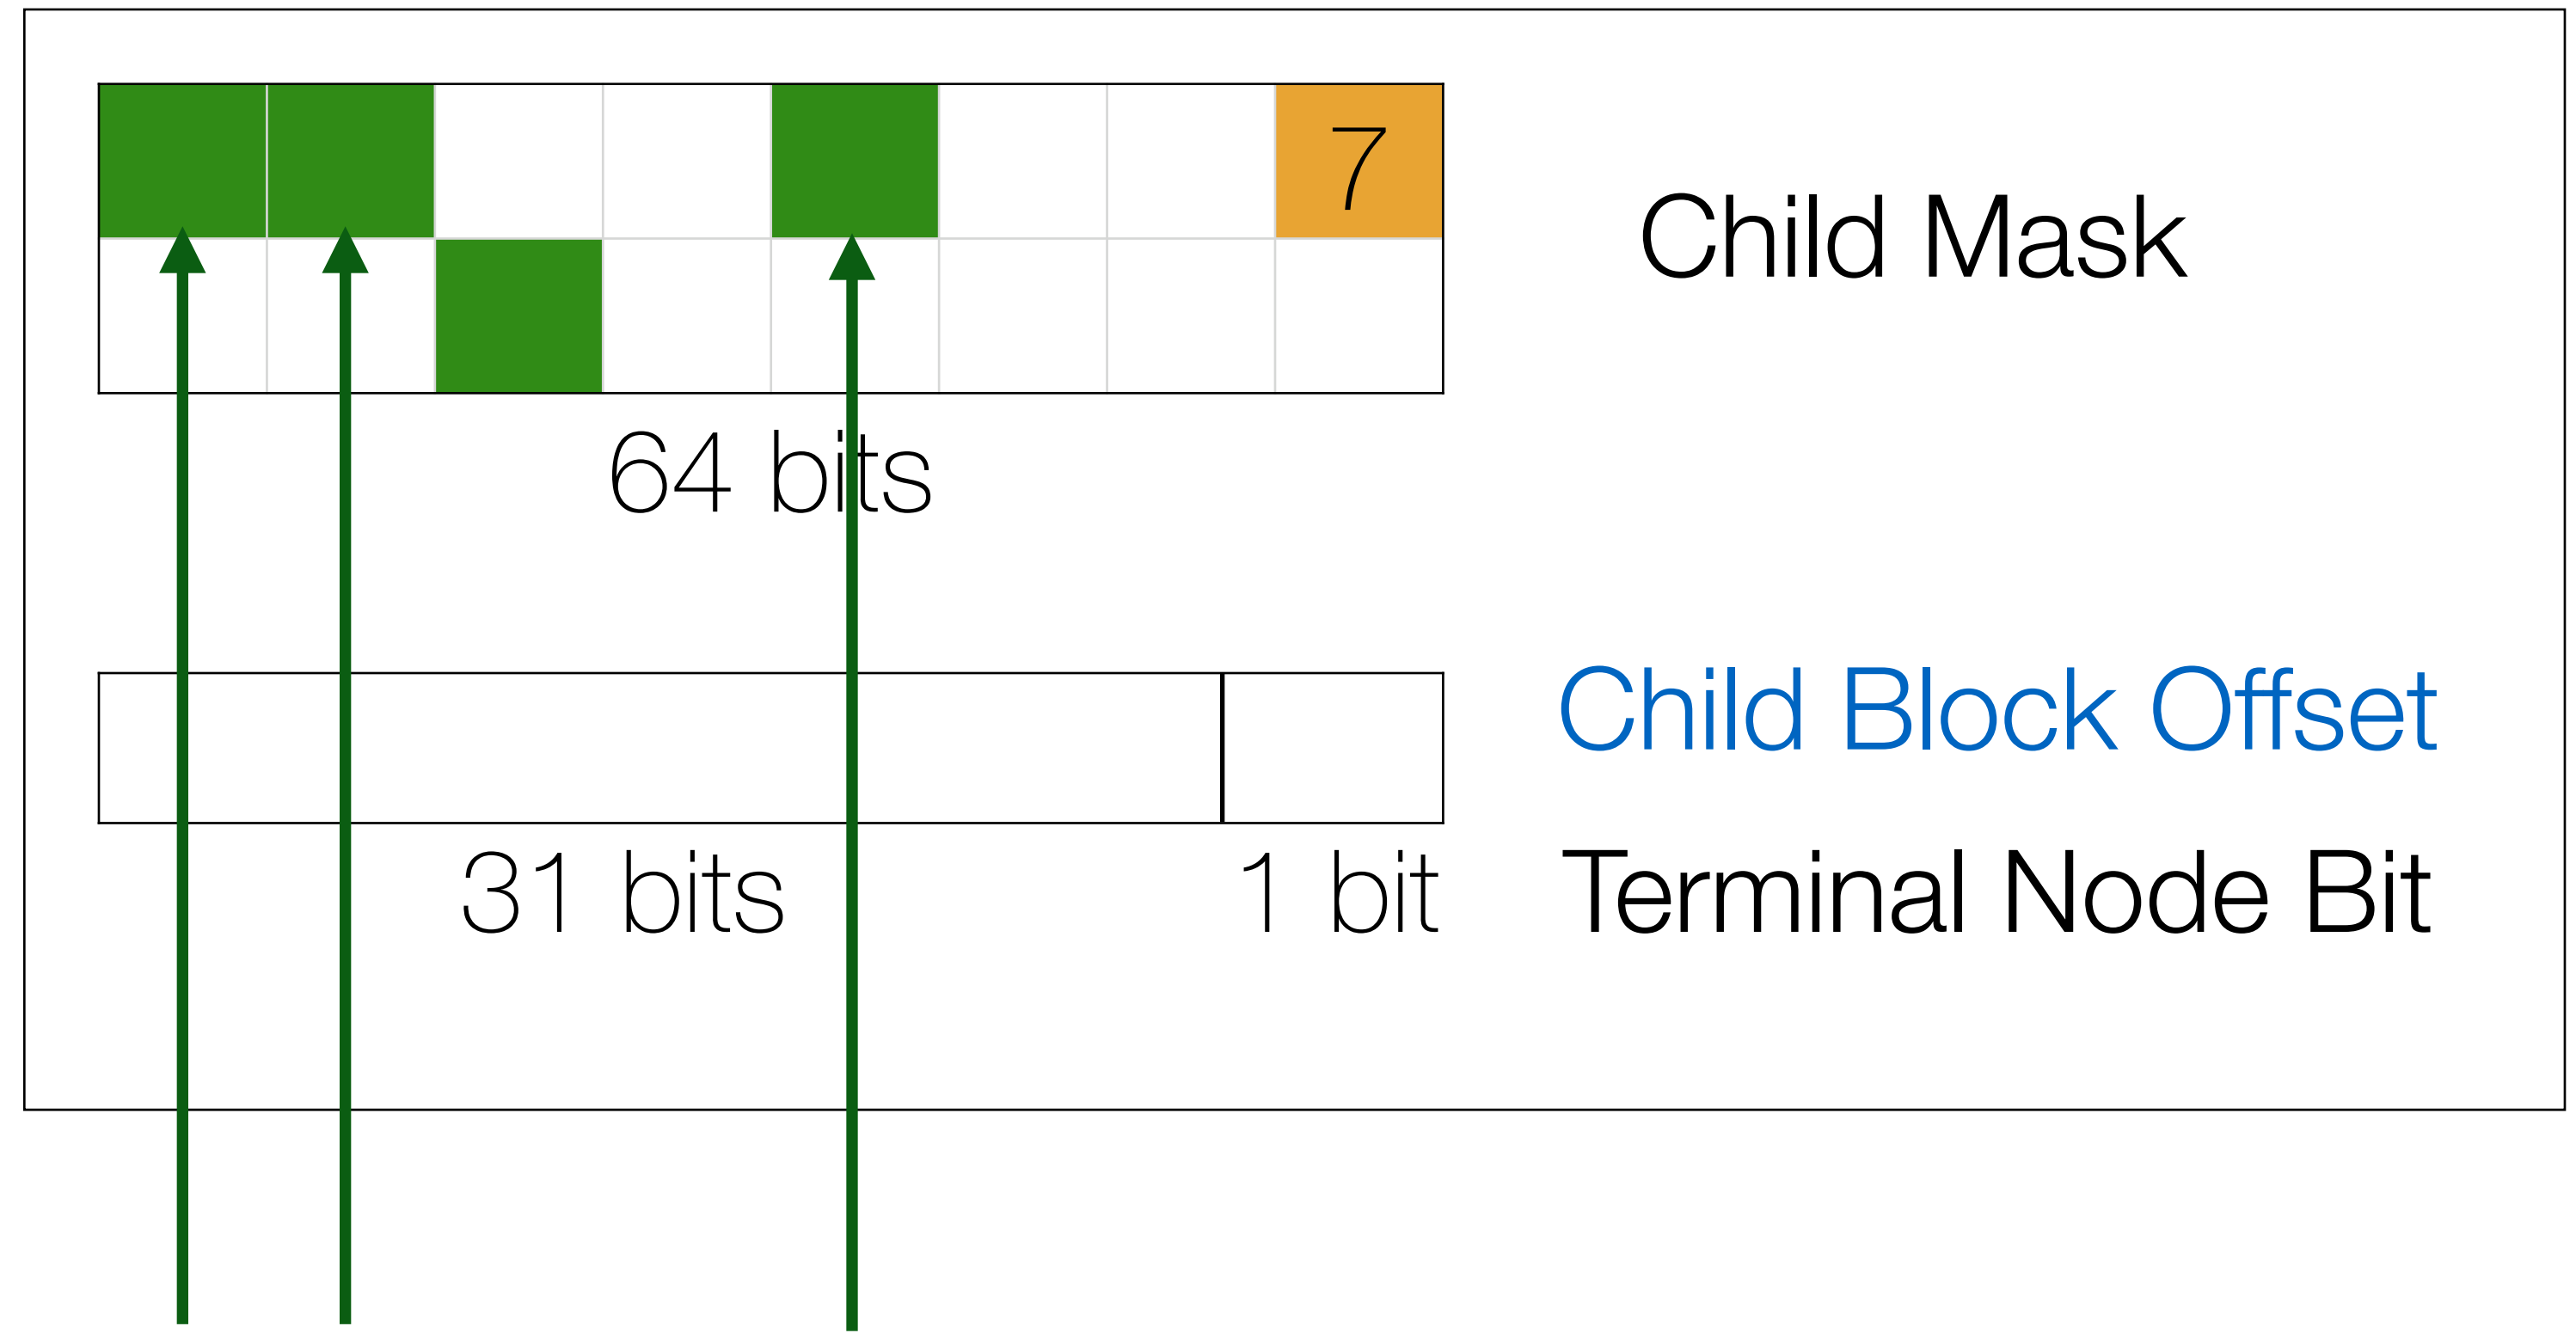 7
Child Mask
64 bits
Child Block Offset
31 bits
1 bit
Terminal Node Bit